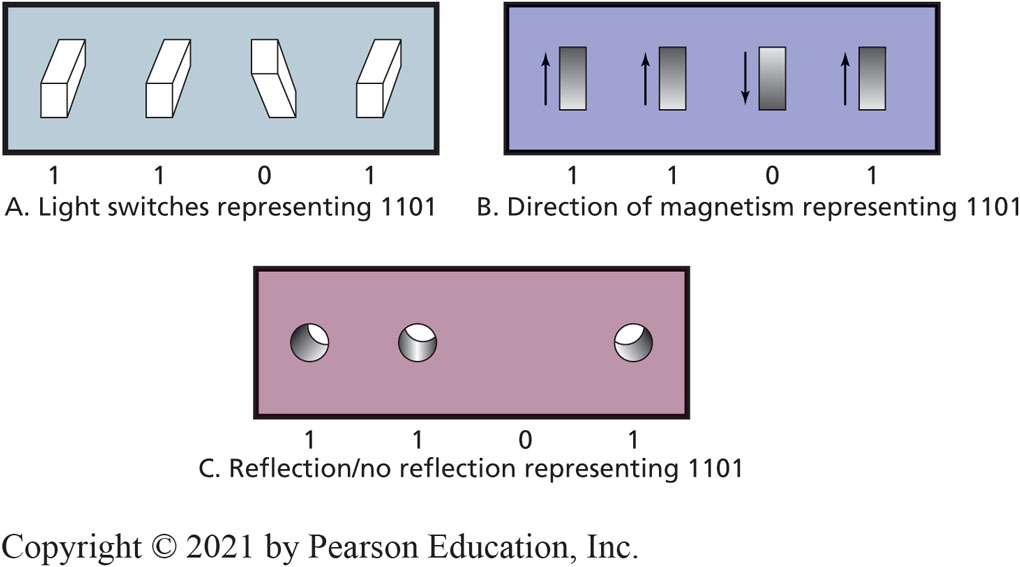 1 1 0 1
A. Light switches representing 1101
1 1 0 1
B. Direction of magnetism representing 1101
1 1 0 1
C. Reflection/no reflection representing 1101
Copyright © 2021 by Pearson Education, Inc.